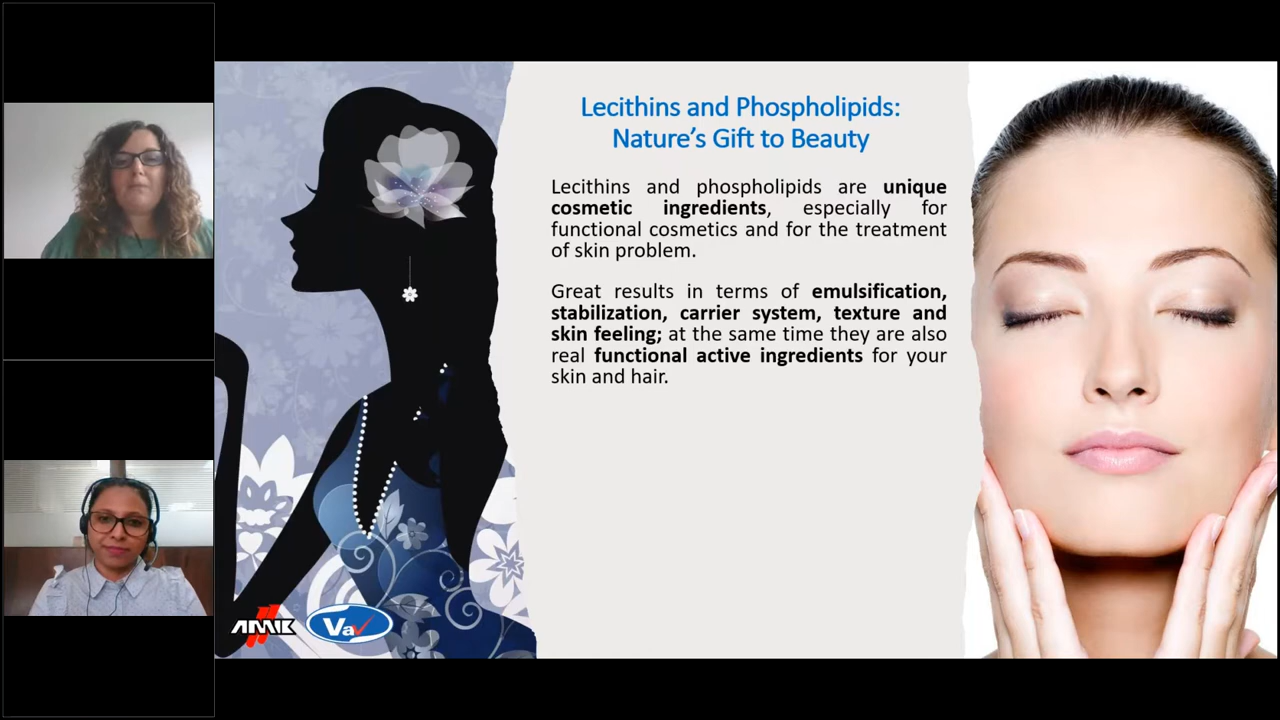 Lecithins and Phospholipids:
Nature's Gift to Beauty
Lecithins and phospholipids are unique
cosmetic ingredients, especially for
functional cosmetics and for the treatment
of skin problem.
Great results in terms of emulsification,
stabilization, carrier system, texture and
skin feeling; at the same time they are also
real functional active ingredients for your
skin and hair.
AMIK
Vav